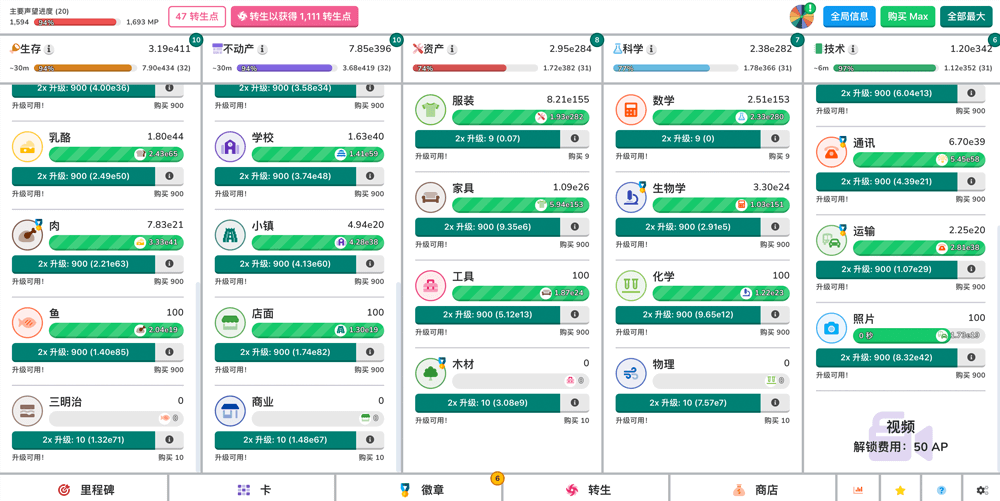 主要声望进度 (20)
1,594 94% 1,693 MP
47 转生点
转生以获得 1,111 转生点
全局信息
购买 Max
全部最大
生存 3.19e411 10
~30m 94% 7.90e434 (32)
2x 升级: 900 (4.00e36)
升级可用! 购买 900
乳酪 1.80e44
2.43e65
2x 升级: 900 (2.49e50)
升级可用! 购买 900
肉 7.83e21
3.33e41
2x 升级: 900 (2.21e63)
升级可用! 购买 900
鱼 100
2.04e19
2x 升级: 900 (1.40e85)
升级可用! 购买 900
三明治 0
0
2x 升级: 10 (1.32e71)
升级可用! 购买 10
不动产 7.85e396 10
~30m 94% 3.68e419 (32)
2x 升级: 900 (3.58e34)
升级可用! 购买 900
学校 1.63e40
1.41e59
2x 升级: 900 (3.74e48)
升级可用! 购买 900
小镇 4.94e20
4.28e38
2x 升级: 900 (4.13e60)
升级可用! 购买 900
店面 100
1.30e19
2x 升级: 900 (1.74e82)
升级可用! 购买 900
商业 0
0
2x 升级: 10 (1.48e67)
升级可用! 购买 10
资产 2.95e284 8
74% 1.72e382 (31)
服装 8.21e155
1.93e282
2x 升级: 9 (0.07)
升级可用! 购买 9
家具 1.09e26
5.94e153
2x 升级: 900 (9.35e6)
升级可用! 购买 900
工具 100
1.87e24
2x 升级: 900 (5.12e13)
升级可用! 购买 900
木材 0
0
2x 升级: 10 (3.08e9)
升级可用! 购买 10
科学 2.38e282 7
77% 1.78e366 (31)
数学 2.51e153
2.33e280
2x 升级: 9 (0)
升级可用! 购买 9
生物学 3.30e24
1.03e151
2x 升级: 900 (2.91e5)
升级可用! 购买 900
化学 100
1.22e23
2x 升级: 900 (9.65e12)
升级可用! 购买 900
物理 0
0
2x 升级: 10 (7.57e7)
升级可用! 购买 10
技术 1.20e342 6
~6m 97% 1.12e352 (31)
2x 升级: 900 (6.04e13)
升级可用! 购买 900
通讯 6.70e39
5.45e58
2x 升级: 900 (4.39e21)
升级可用! 购买 900
运输 2.25e20
2.81e38
2x 升级: 900 (1.07e29)
升级可用! 购买 900
照片 100
0 秒 1.73e19
2x 升级: 900 (8.32e42)
升级可用! 购买 900
视频
解锁费用: 50 AP
里程碑
卡
徽章 6
转生
商店